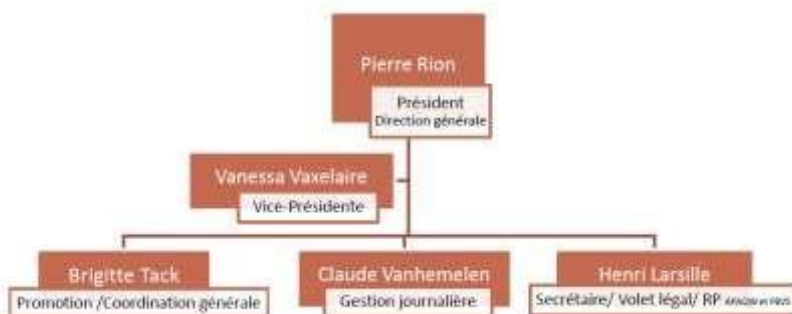 Pierre Rion
Président
Direction générale
Vanessa Vaxelaire
Vice-Présidente
Brigitte Tack
Promotion /Coordination générale
Claude Vanhemelen
Gestion journalière
Henri Larsille
Secrétaire/ Volet légal/ RP